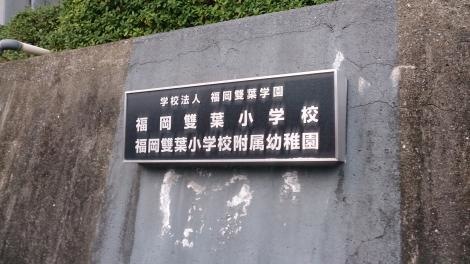 学校法人 福岡雙葉学園
福岡雙葉小学校
福岡雙葉小学校附属幼稚園